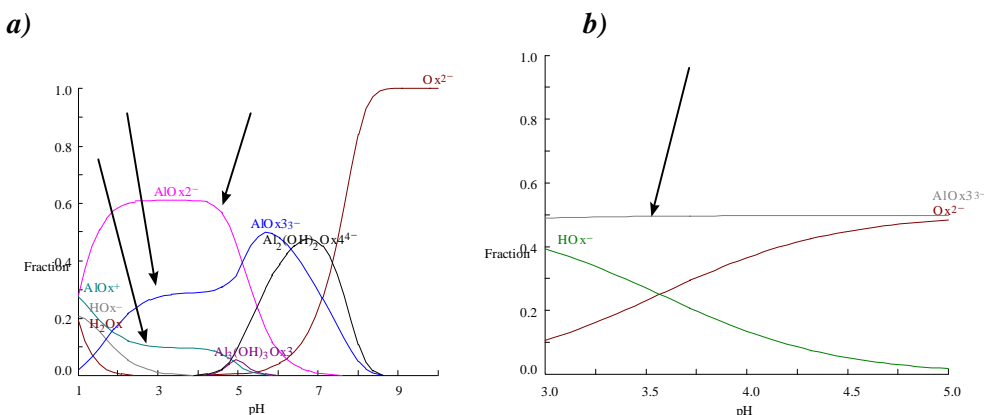 a)
Ox2−
1.0
0.8
0.6
AlOx2−
AlOx33−
Al2(OH)2Ox44−
Fraction
0.4
AlOx+
HOx−
0.2
H2Ox
Al3(OH)3Ox3
0.0
1 3 5 7 9
pH
b)
1.0
0.8
0.6
AlOx33−
Ox2−
HOx−
Fraction
0.4
0.2
0.0
3.0 3.5 4.0 4.5 5.0
pH